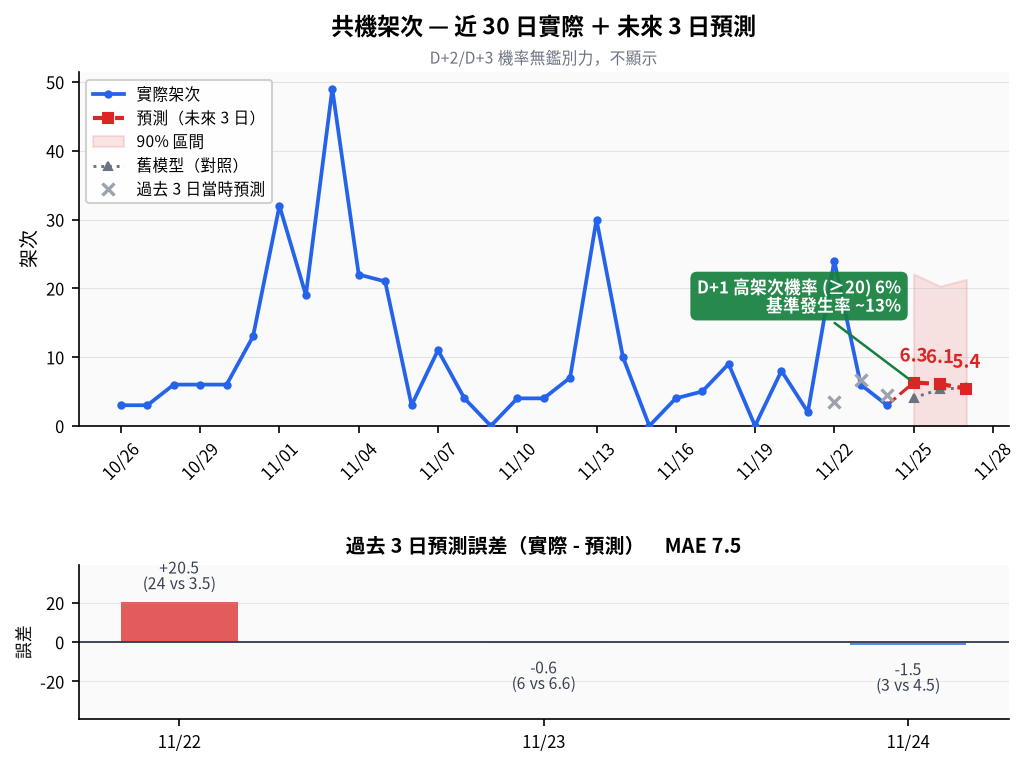 共機架次 — 近 30 日實際 ＋ 未來 3 日預測
D+2/D+3 機率無鑑別力，不顯示
架次
50
40
30
20
10
0
實際架次
預測（未來 3 日）
90% 區間
舊模型（對照）
過去 3 日當時預測
D+1 高架次機率 (≥20) 6%
基準發生率 ~13%
6.3
6.1
5.4
10/26
10/29
11/01
11/04
11/07
11/10
11/13
11/16
11/19
11/22
11/25
11/28
過去 3 日預測誤差（實際 - 預測） MAE 7.5
誤差
20
0
-20
+20.5
(24 vs 3.5)
-0.6
(6 vs 6.6)
-1.5
(3 vs 4.5)
11/22
11/23
11/24